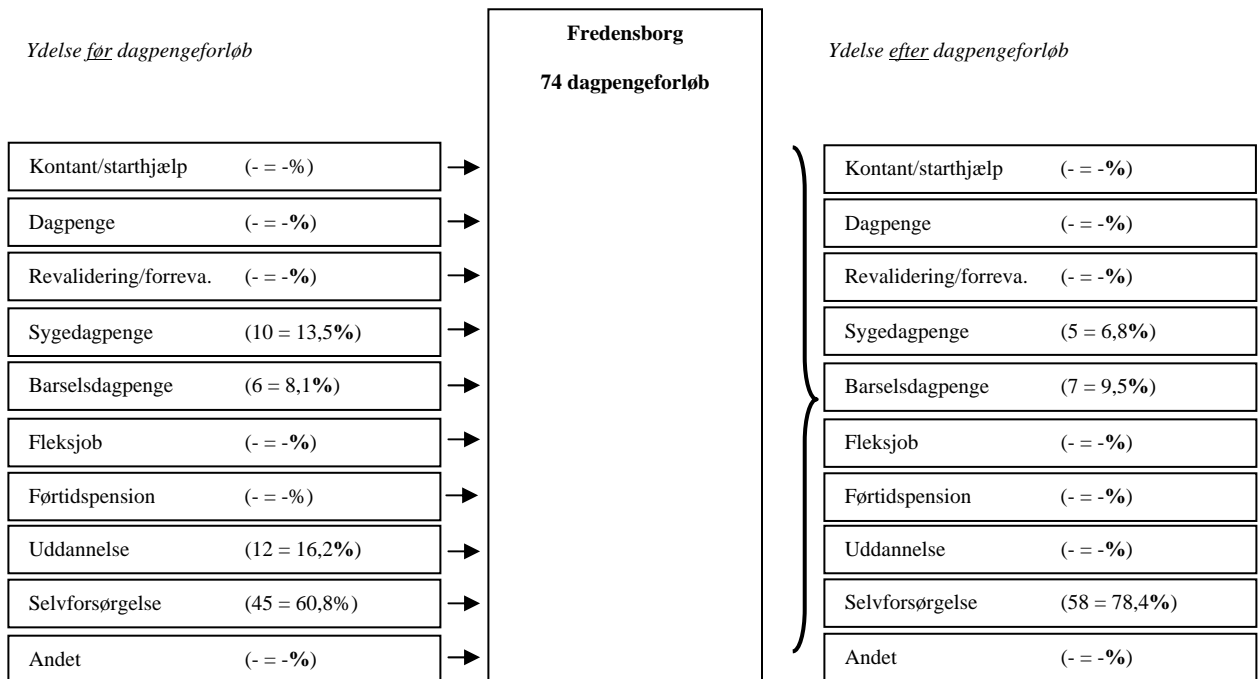 Ydelse før dagpengeforløb
Fredensborg
74 dagpengeforløb
Ydelse efter dagpengeforløb
Kontant/starthjælp (- = -%)
Dagpenge (- = -%)
Revalidering/forreva. (- = -%)
Sygedagpenge (10 = 13,5%)
Barselsdagpenge (6 = 8,1%)
Fleksjob (- = -%)
Førtidspension (- = -%)
Uddannelse (12 = 16,2%)
Selvforsørgelse (45 = 60,8%)
Andet (- = -%)
Kontant/starthjælp (- = -%)
Dagpenge (- = -%)
Revalidering/forreva. (- = -%)
Sygedagpenge (5 = 6,8%)
Barselsdagpenge (7 = 9,5%)
Fleksjob (- = -%)
Førtidspension (- = -%)
Uddannelse (- = -%)
Selvforsørgelse (58 = 78,4%)
Andet (- = -%)